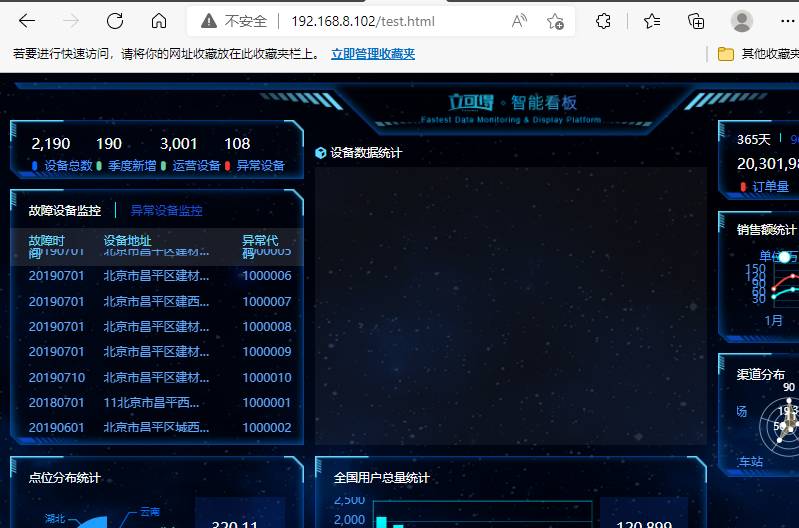 不安全
192.168.8.102/test.html
若要进行快速访问，请将你的网址收藏放在此收藏夹栏上。 立即管理收藏夹
其他收藏夹
立可得 · 智能看板
Fastest Data Monitoring & Display Platform
2,190 190 3,001 108
设备总数 季度新增 运营设备 异常设备
故障设备监控 异常设备监控
故障时间 设备地址 异常代码
20190701 北京市昌平区建材... 1000005
20190701 北京市昌平区建材... 1000006
20190701 北京市昌平区建西... 1000007
20190701 北京市昌平区建材... 1000008
20190701 北京市昌平区建材... 1000009
20190710 北京市昌平区建材... 1000010
20180701 11北京市昌平西... 1000001
20190601 北京市昌平区城西... 1000002
点位分布统计
湖北 云南
320,11
设备数据统计
全国用户总量统计
2,500
2,000
120,899
365天
20,301,98
订单量
销售额统计
单位 万
150
120
90
60
30
1月
渠道分布
90
场
车站